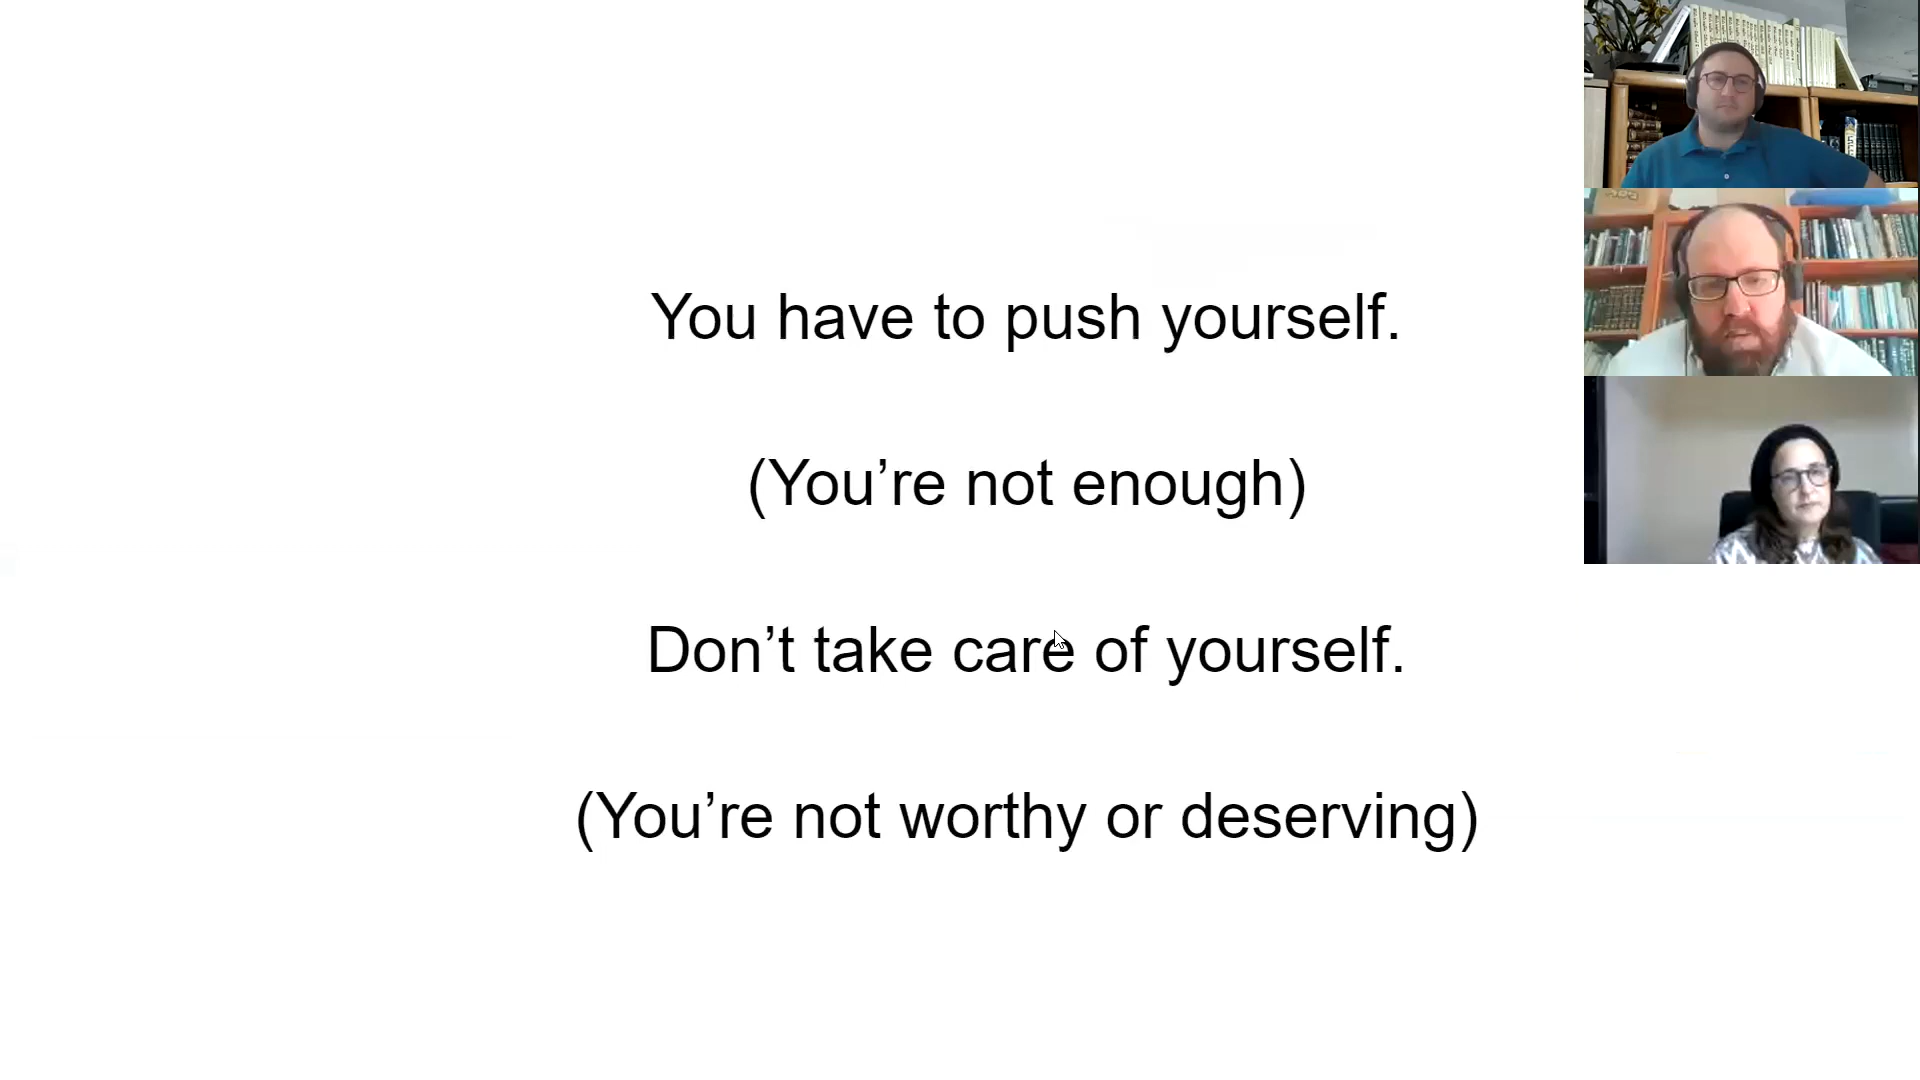 You have to push yourself.
(You’re not enough)
Don’t take care of yourself.
(You’re not worthy or deserving)